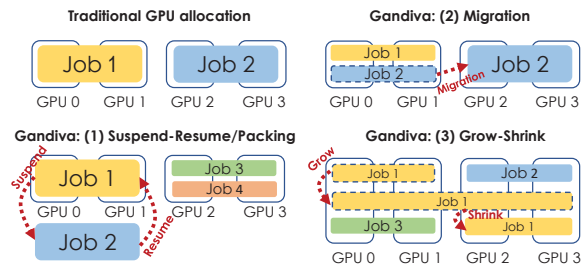 Traditional GPU allocation
Job 1
Job 2
GPU 0 GPU 1 GPU 2 GPU 3
Gandiva: (2) Migration
Job 1
Job 2
Migration
Job 2
GPU 0 GPU 1 GPU 2 GPU 3
Gandiva: (1) Suspend-Resume/Packing
Suspend
Job 1
GPU 0 GPU 1
Job 2
Resume
Job 3
Job 4
GPU 2 GPU 3
Gandiva: (3) Grow-Shrink
Grow
Job 1
Job 2
Job 1
Shrink
Job 3
Job 1
GPU 0 GPU 1 GPU 2 GPU 3